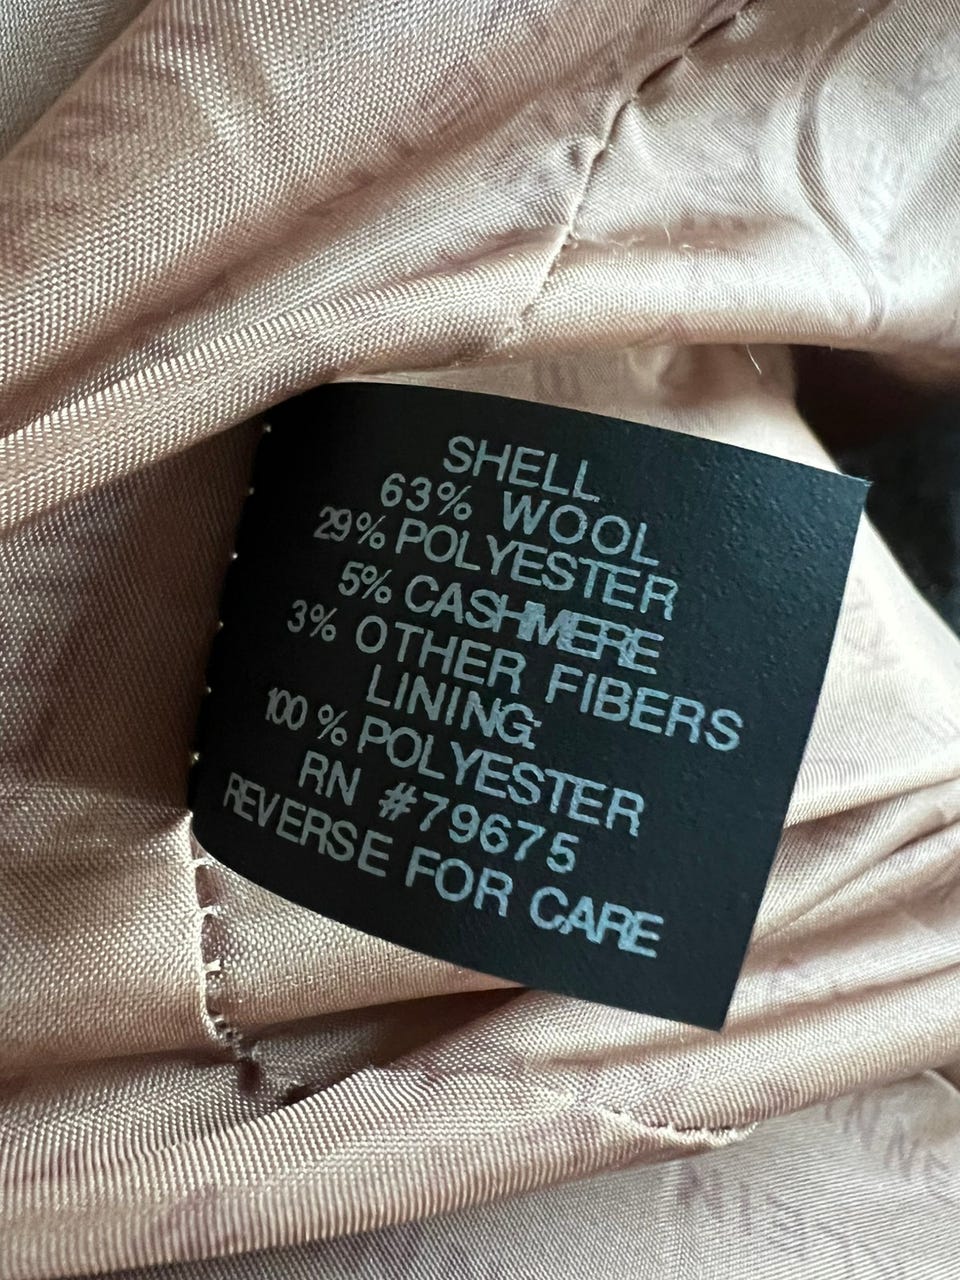 SHELL
63% WOOL
29% POLYESTER
5% CASHMERE
3% OTHER FIBERS
LINING:
100 % POLYESTER
RN #79675
REVERSE FOR CARE